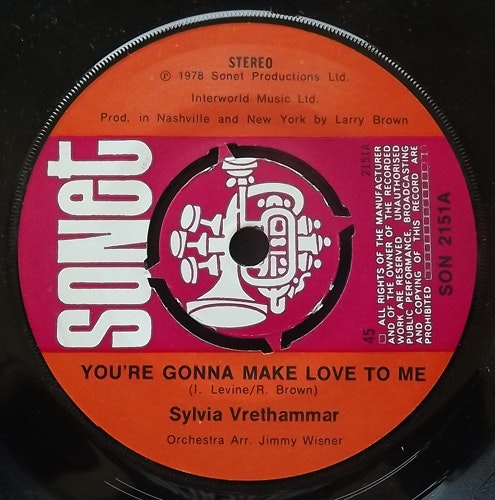 STEREO
℗ 1978 Sonet Productions Ltd.
Interworld Music Ltd.
Prod. in Nashville and New York by Larry Brown
sonet
2151A
45
ALL RIGHTS OF THE MANUFACTURER
AND OF THE OWNER OF THE RECORDED
WORK ARE RESERVED. UNAUTHORISED
PUBLIC PERFORMANCE, BROADCASTING
AND COPYING OF THIS RECORD ARE
PROHIBITED
SON 2151A
YOU'RE GONNA MAKE LOVE TO ME
(I. Levine/R. Brown)
Sylvia Vrethammar
Orchestra Arr. Jimmy Wisner